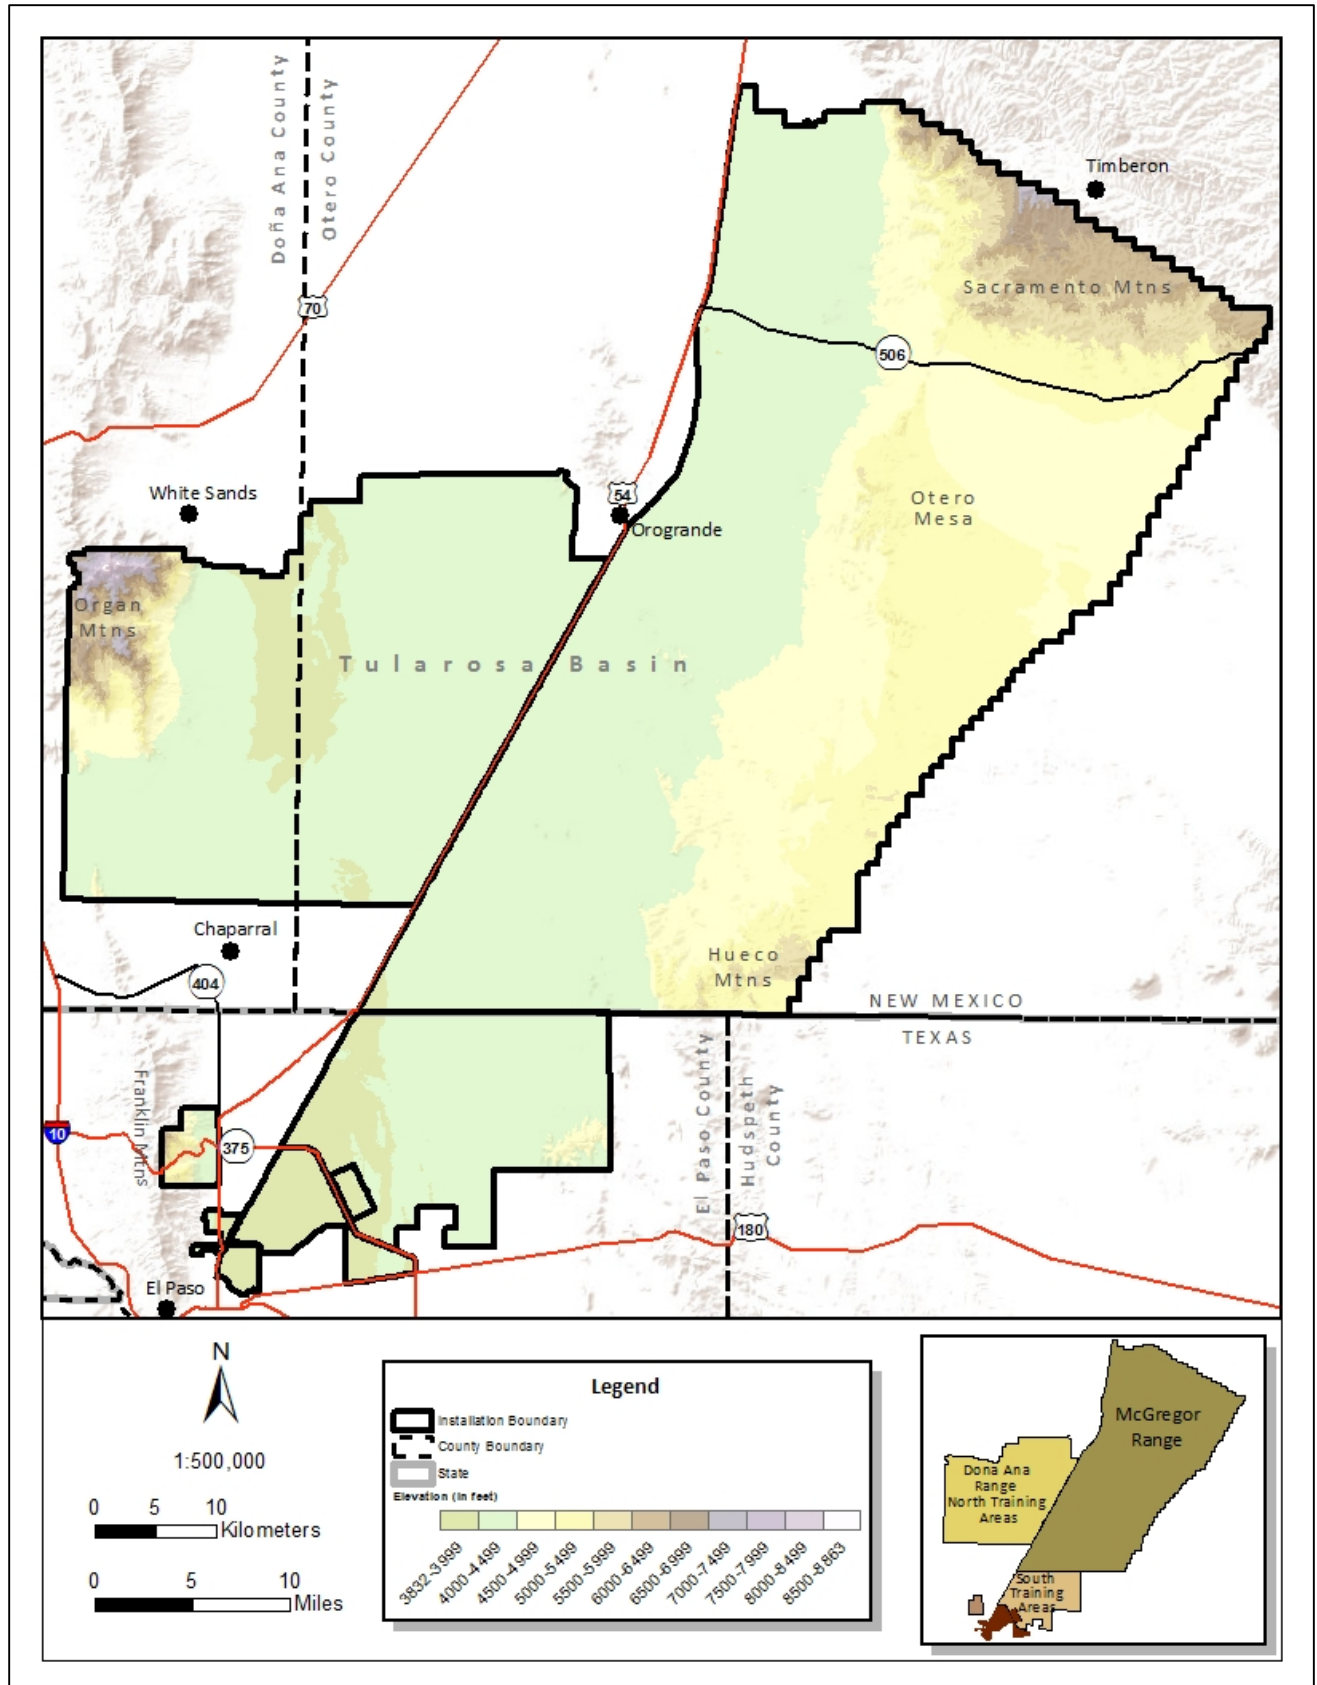 Doña Ana County
Otero County
Timberon
Sacramento Mtns
70
506
White Sands
54
Orogrande
Otero
Mesa
Organ
Mtns
Tularosa Basin
Chaparral
404
Hueco
Mtns
NEW MEXICO
TEXAS
Franklin Mtns
10
375
El Paso County
Hudspeth
County
180
El Paso
N
1:500,000
0 5 10
Kilometers
0 5 10
Miles
Legend
Installation Boundary
County Boundary
State
Elevation (in feet)
3832-3999
4000-4499
4500-4999
5000-5499
5500-5999
6000-6499
6500-6999
7000-7499
7500-7999
8000-8499
8500-8863
McGregor
Range
Dona Ana
Range
North Training
Areas
South
Training
Areas